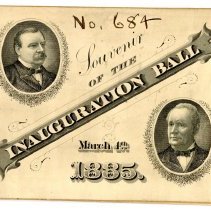 No. 684
Souvenir
OF THE
INAUGURATION BALL
March 4th
1885.